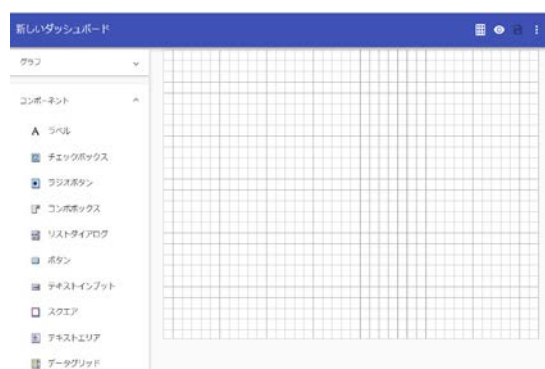 新しいダッシュボード
グラフ
コンポーネント
A ラベル
チェックボックス
ラジオボタン
コンボボックス
リストダイアログ
ボタン
テキストインプット
スクエア
テキストエリア
データグリッド